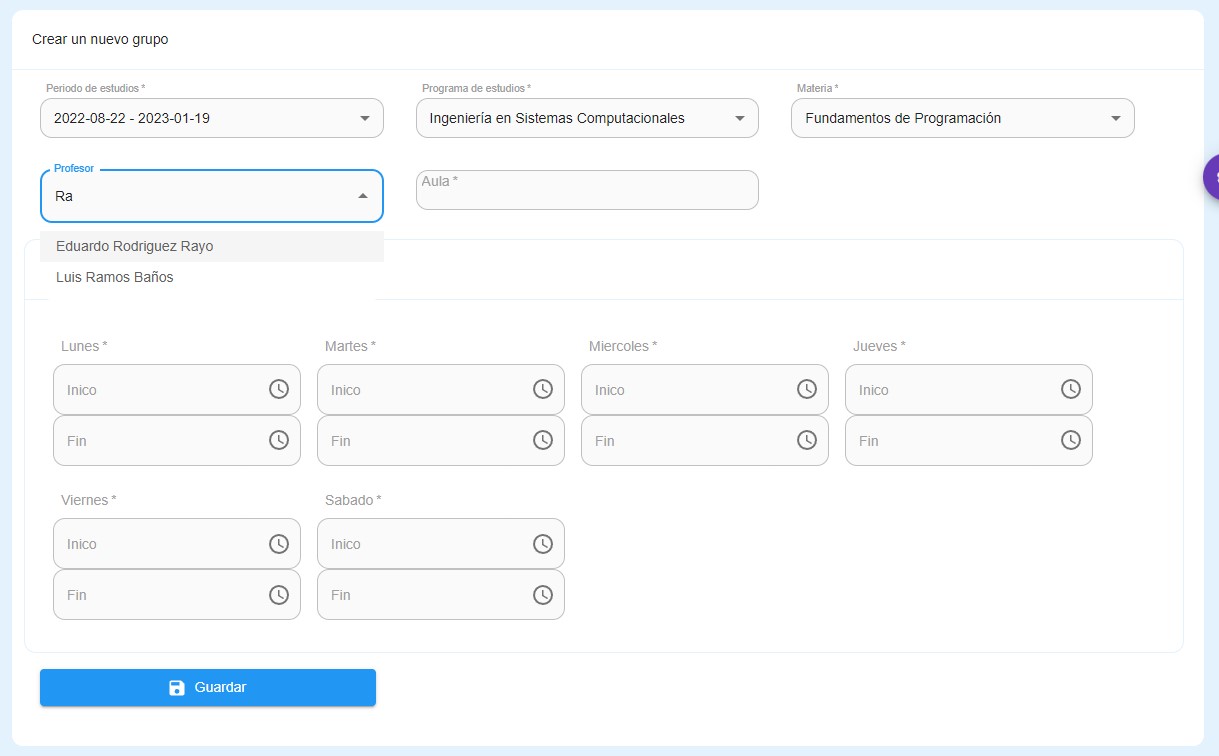 Crear un nuevo grupo
Periodo de estudios *
Programa de estudios *
Materia *
2022-08-22 - 2023-01-19
Ingeniería en Sistemas Computacionales
Fundamentos de Programación
Profesor
Ra
Aula *
Eduardo Rodriguez Rayo
Luis Ramos Baños
Lunes *
Martes *
Miercoles *
Jueves *
Inico
Inico
Inico
Inico
Fin
Fin
Fin
Fin
Viernes *
Sabado *
Inico
Inico
Fin
Fin
Guardar